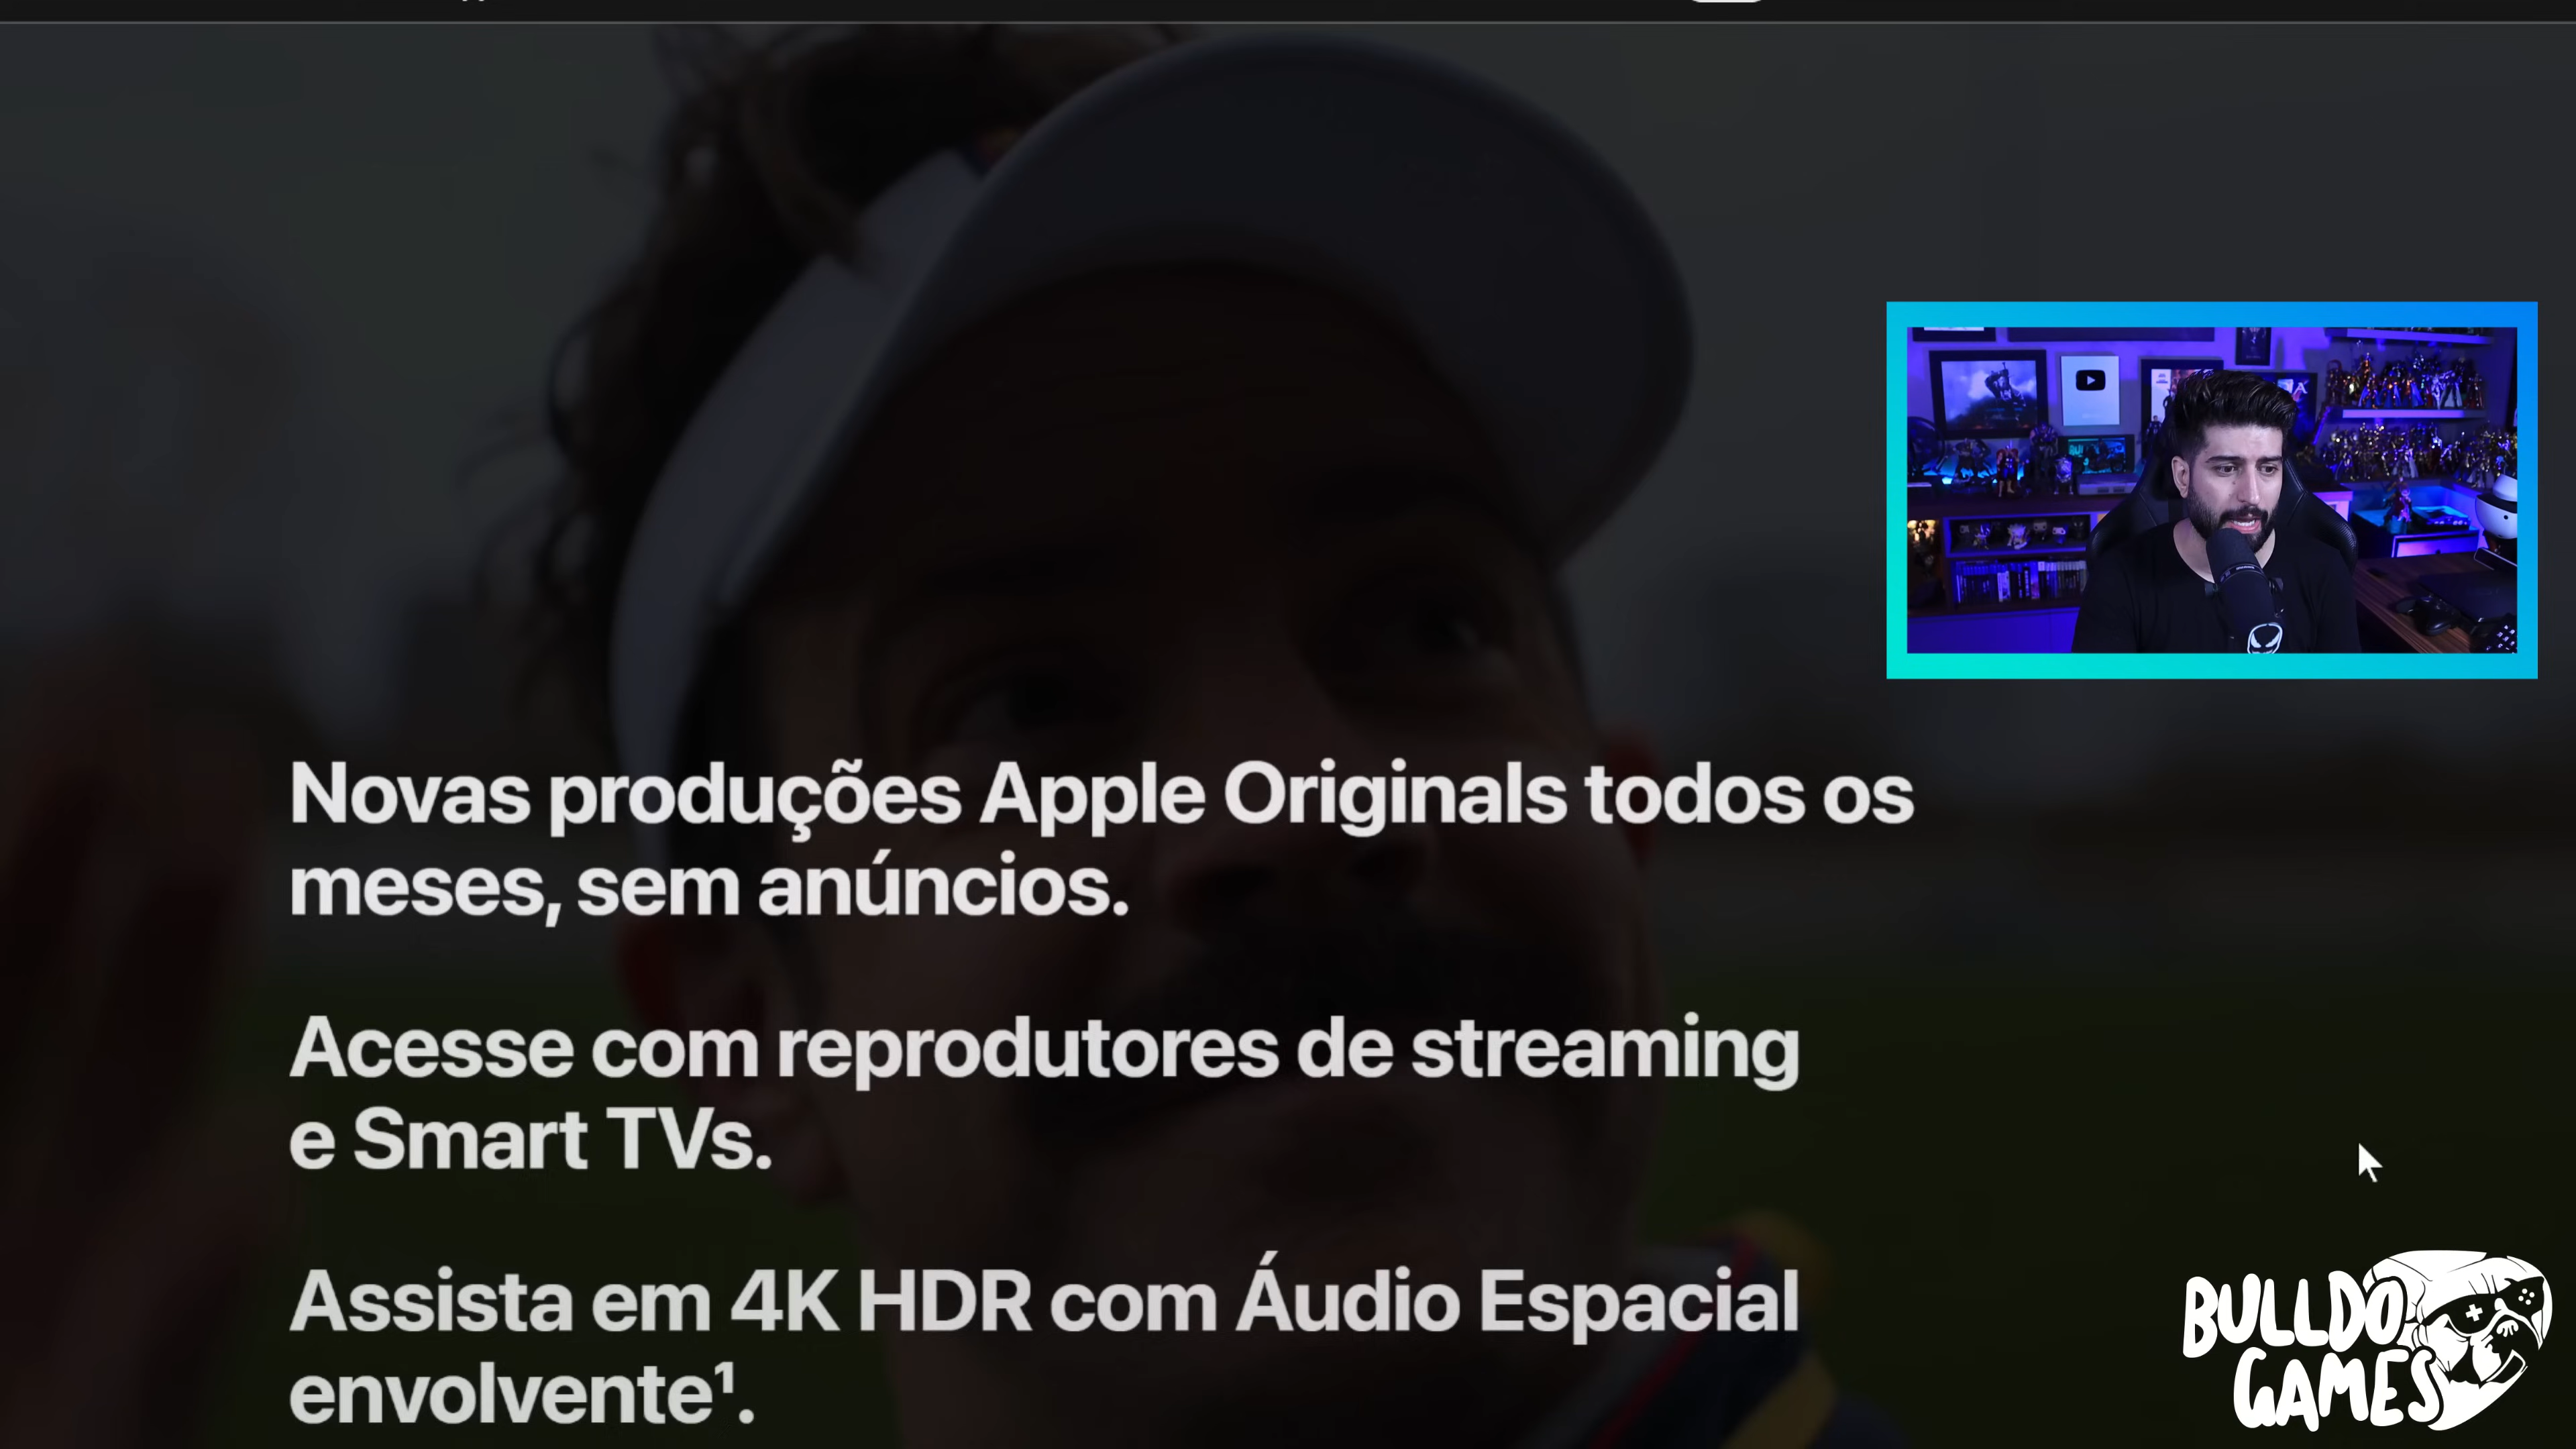 Novas produções Apple Originals todos os
meses, sem anúncios.
Acesse com reprodutores de streaming
e Smart TVs.
Assista em 4K HDR com Áudio Espacial
envolvente¹.
BULLDOG
GAMES